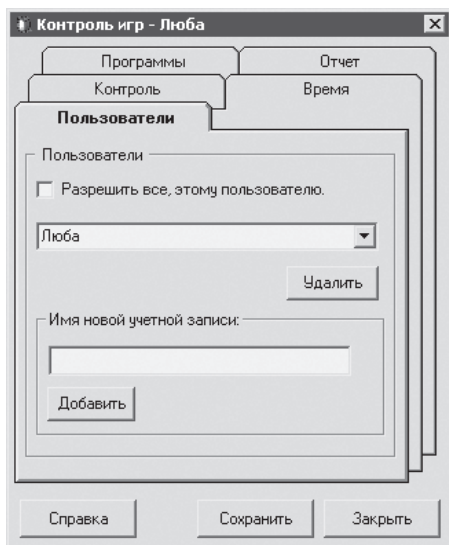 Контроль игр - Люба
Программы
Отчет
Контроль
Время
Пользователи
Пользователи
Разрешить все, этому пользователю.
Люба
Удалить
Имя новой учетной записи:
Добавить
Справка
Сохранить
Закрыть